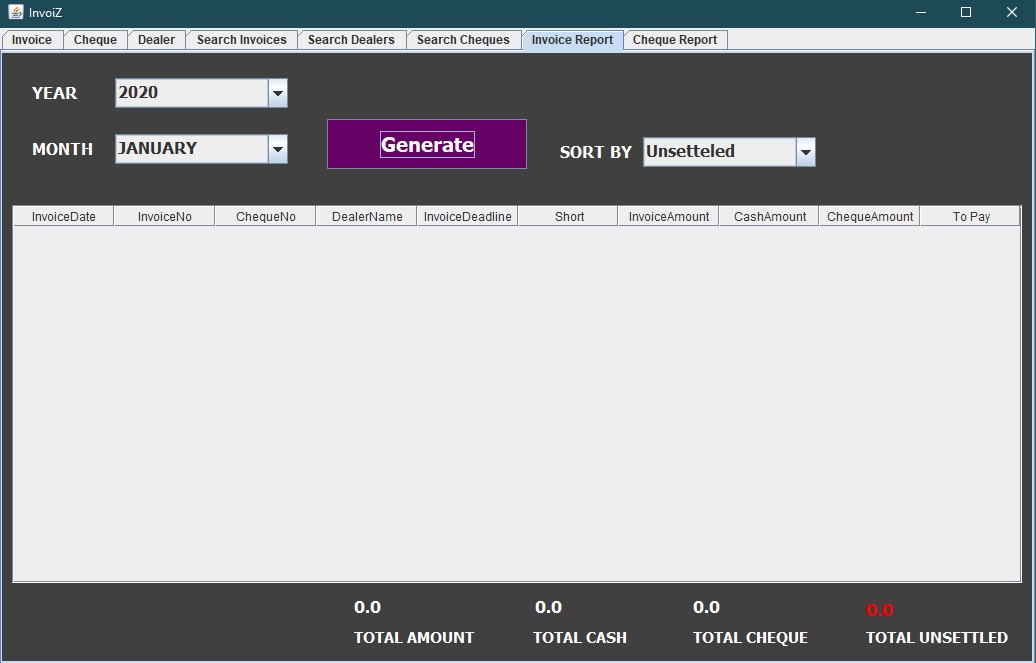 InvoiZ
Invoice Cheque Dealer Search Invoices Search Dealers Search Cheques Invoice Report Cheque Report
YEAR 2020
MONTH JANUARY Generate SORT BY Unsetteled
InvoiceDate InvoiceNo ChequeNo DealerName InvoiceDeadline Short InvoiceAmount CashAmount ChequeAmount To Pay
0.0 0.0 0.0 0.0
TOTAL AMOUNT TOTAL CASH TOTAL CHEQUE TOTAL UNSETTLED